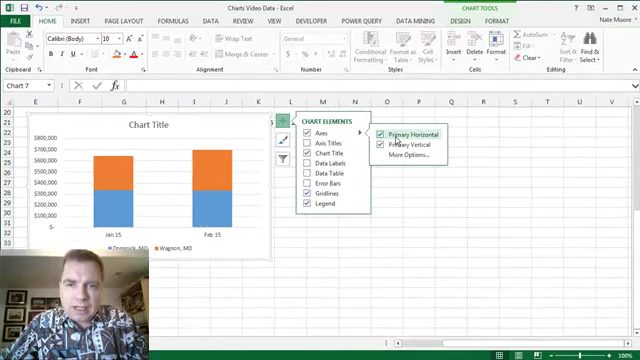 Charts Video Data - Excel
CHART TOOLS
FILE
HOME
INSERT
PAGE LAYOUT
FORMULAS
DATA
REVIEW
VIEW
DEVELOPER
POWER QUERY
DATA MINING
DESIGN
FORMAT
Nate Moore
Paste
Calibri (Body)
10
Wrap Text
Merge & Center
Conditional Formatting
Format as Table
Cell Styles
Insert
Delete
Format
AutoSum
Fill
Clear
Sort & Filter
Find & Select
Clipboard
Font
Alignment
Number
Styles
Cells
Editing
Chart 7
fx
E F G H I J K L M N O P Q R S T U V
20
21
22
23
24
25
26
27
28
29
30
31
32
33
Chart Title
$800,000
$700,000
$600,000
$500,000
$400,000
$300,000
$200,000
$100,000
$-
Jan 15
Feb 15
Dominick, MD
Wagnon, MD
CHART ELEMENTS
Axes
Axis Titles
Chart Title
Data Labels
Data Table
Error Bars
Gridlines
Legend
Primary Horizontal
Primary Vertical
More Options...
100%